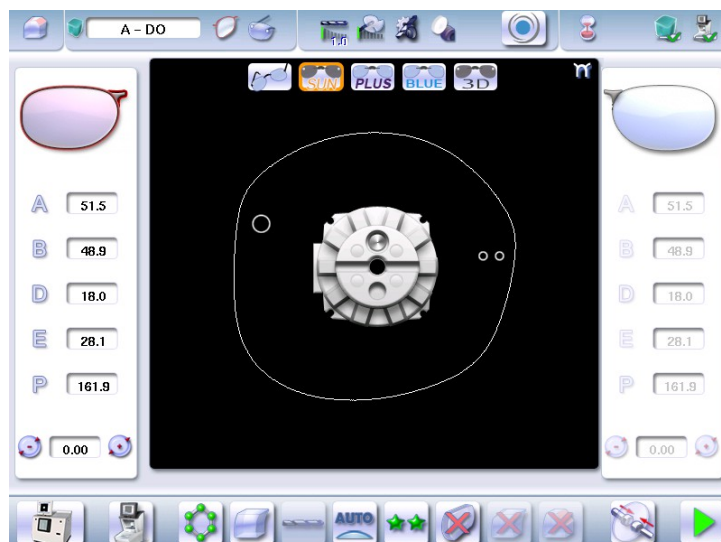 A - DO
1.0
SUN
PLUS
BLUE
3D
A 51.5
B 48.9
D 18.0
E 28.1
P 161.9
0.00
A 51.5
B 48.9
D 18.0
E 28.1
P 161.9
0.00
AUTO